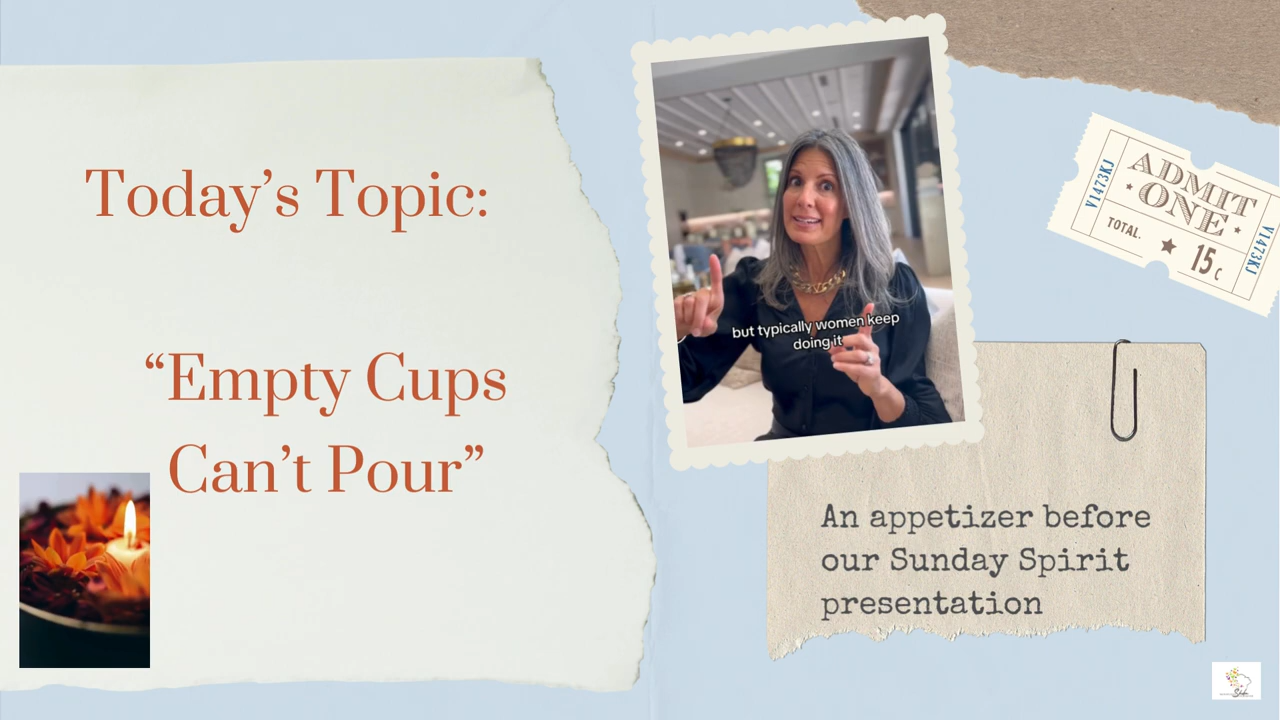 Today's Topic:
“Empty Cups
Can't Pour”
but typically women keep
doing it
ADMIT
ONE
TOTAL.
15c
V1473KJ
V1473KJ
An appetizer before
our Sunday Spirit
presentation